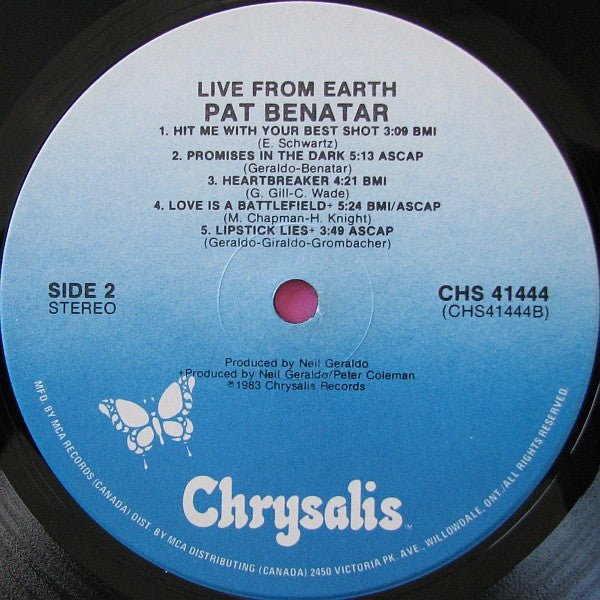 LIVE FROM EARTH
PAT BENATAR
1. HIT ME WITH YOUR BEST SHOT 3:09 BMI
(E. Schwartz)
2. PROMISES IN THE DARK 5:13 ASCAP
(Geraldo-Benatar)
3. HEARTBREAKER 4:21 BMI
(G. Gill-C. Wade)
4. LOVE IS A BATTLEFIELD+ 5:24 BMI/ASCAP
(M. Chapman-H. Knight)
5. LIPSTICK LIES+ 3:49 ASCAP
(Geraldo-Giraldo-Grombacher)
SIDE 2
STEREO
CHS 41444
(CHS41444B)
Produced by Neil Geraldo
+Produced by Neil Geraldo/Peter Coleman
℗1983 Chrysalis Records
Chrysalis™
MFD. BY MCA RECORDS (CANADA) DIST. BY MCA DISTRIBUTING (CANADA) 2450 VICTORIA PK. AVE., WILLOWDALE, ONT./ALL RIGHTS RESERVED.